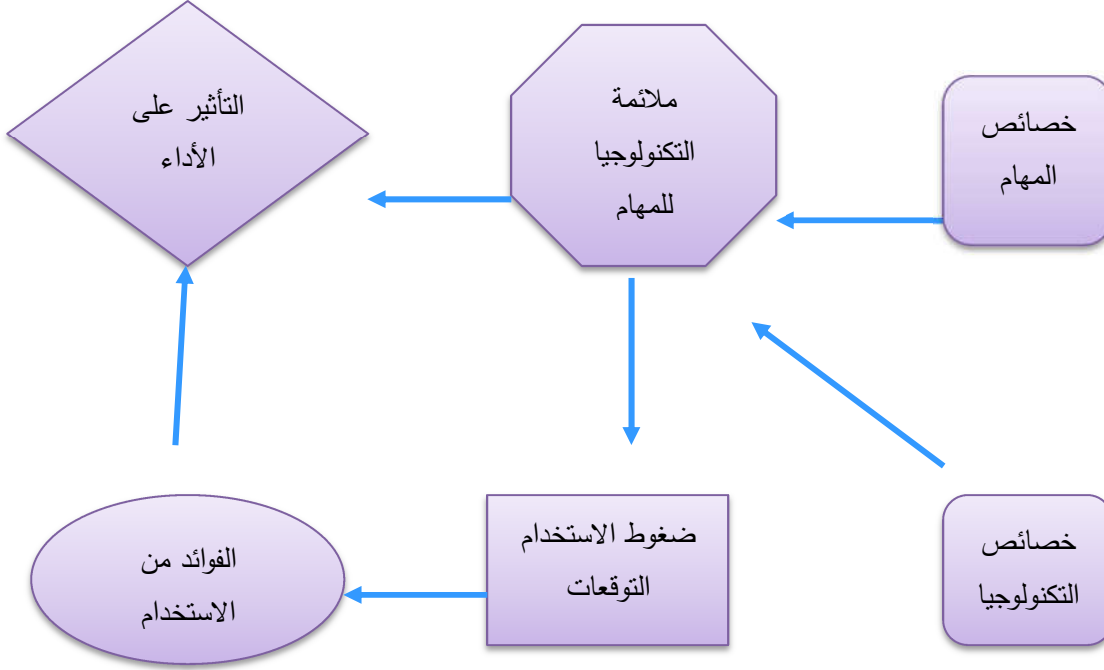 خصائص
المهام
ملائمة
التكنولوجيا
للمهام
التأثير على
الأداء
خصائص
التكنولوجيا
ضغوط الاستخدام
التوقعات
الفوائد من
الاستخدام